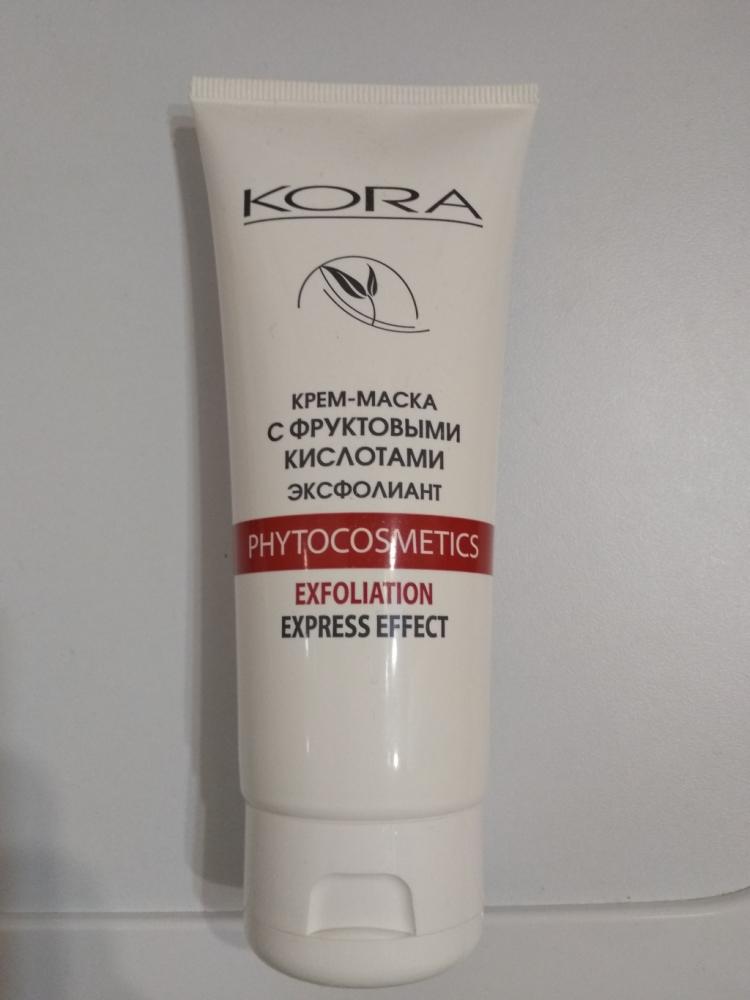 KORA
КРЕМ-МАСКА
С ФРУКТОВЫМИ
КИСЛОТАМИ
ЭКСФОЛИАНТ
PHYTOCOSMETICS
EXFOLIATION
EXPRESS EFFECT